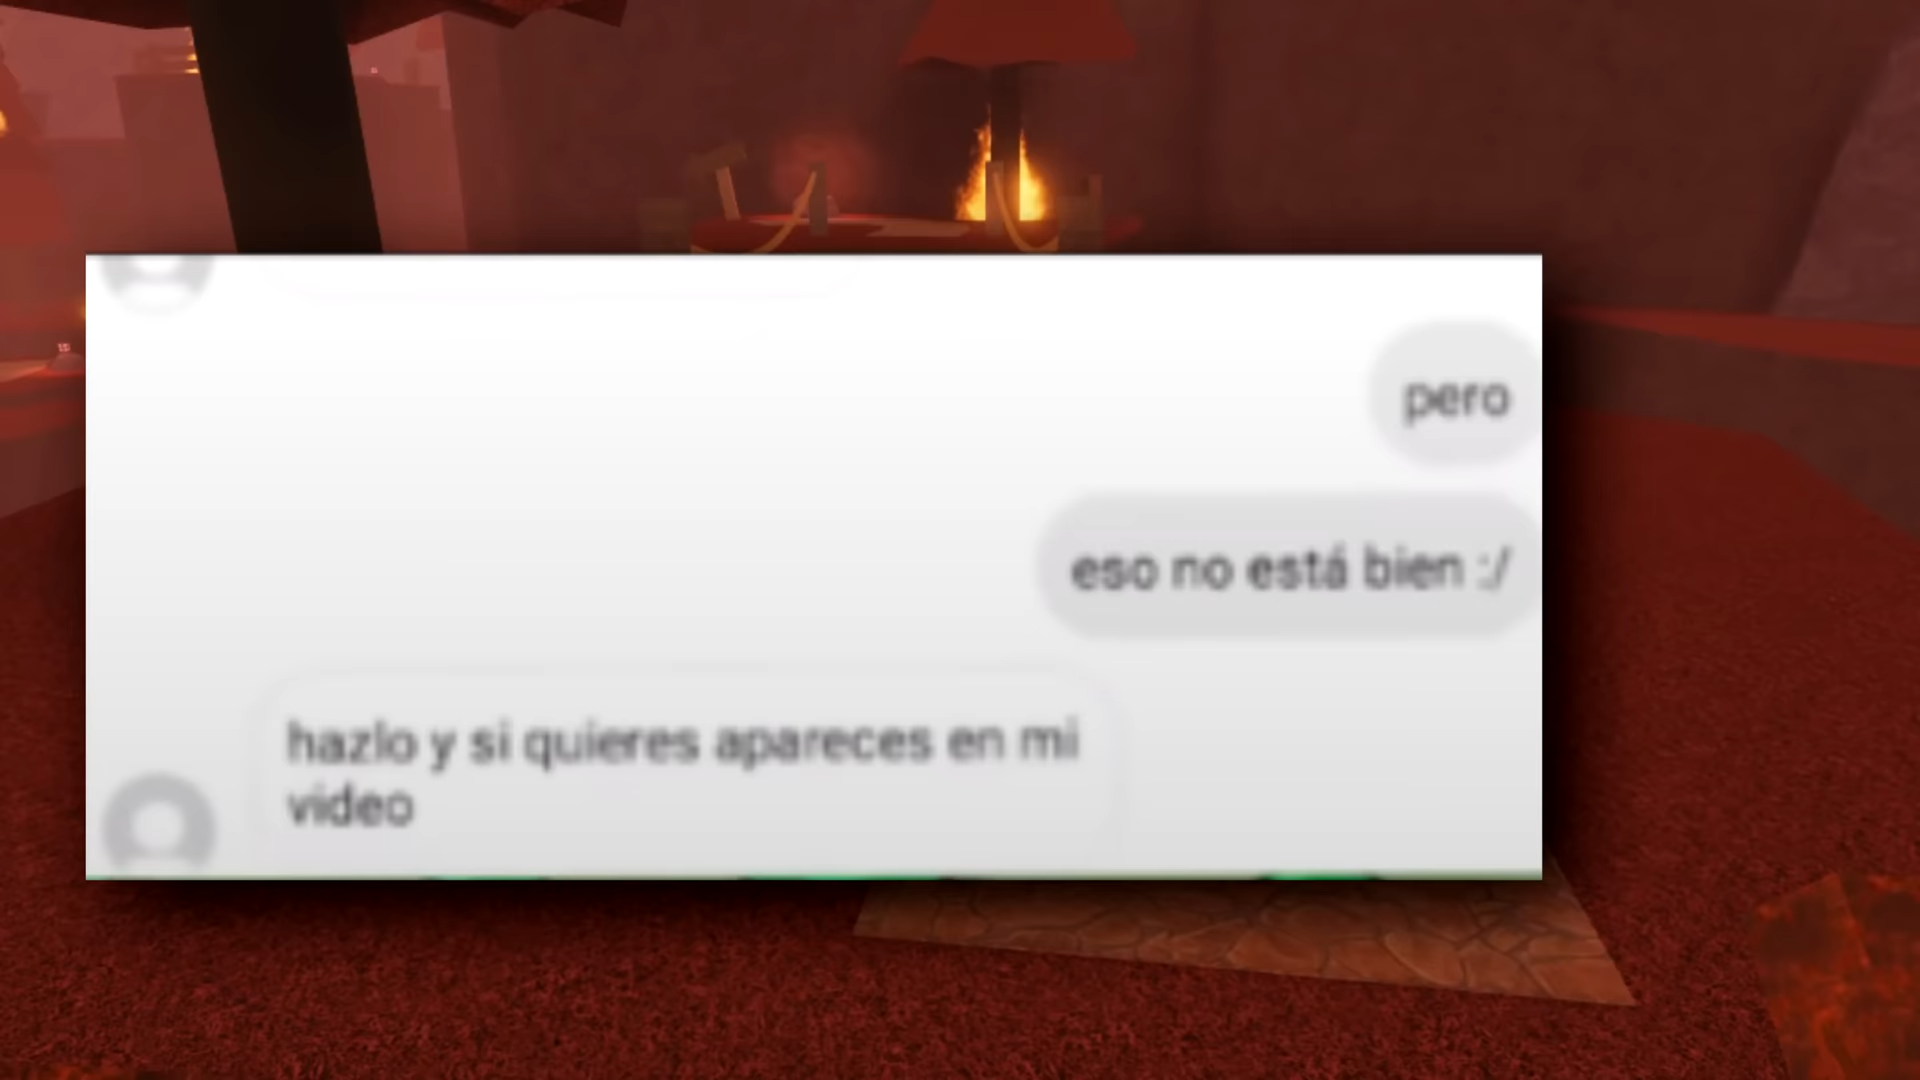 pero
eso no está bien :/
hazlo y si quieres apareces en mi
video